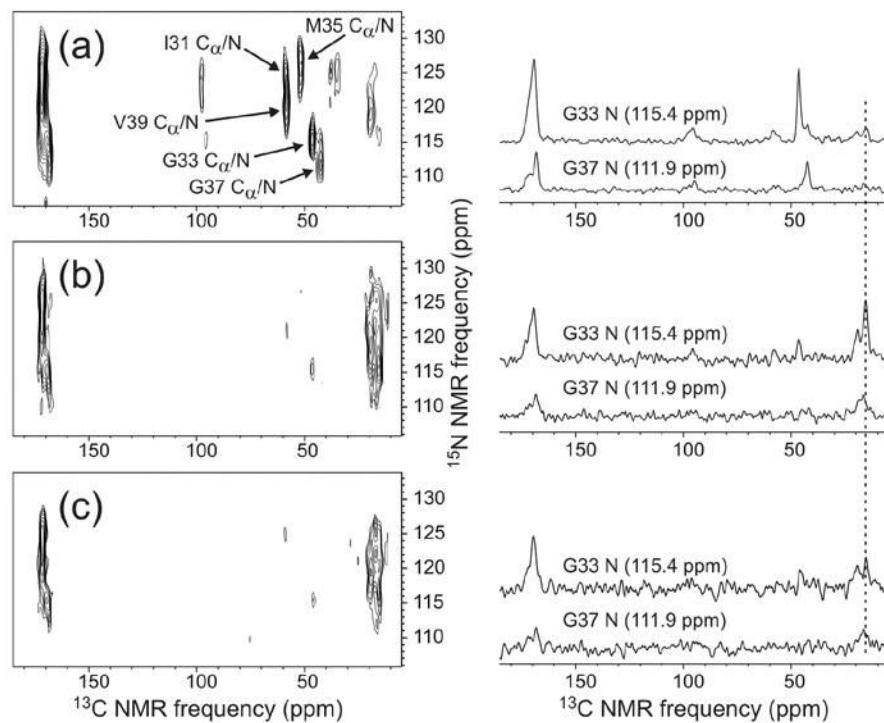 (a)
I31 Cα/N
M35 Cα/N
V39 Cα/N
G33 Cα/N
G37 Cα/N
130
125
120
115
110
150 100 50
(b)
130
125
120
115
110
150 100 50
(c)
130
125
120
115
110
150 100 50
13C NMR frequency (ppm)
15N NMR frequency (ppm)
G33 N (115.4 ppm)
G37 N (111.9 ppm)
150 100 50
G33 N (115.4 ppm)
G37 N (111.9 ppm)
150 100 50
G33 N (115.4 ppm)
G37 N (111.9 ppm)
150 100 50
13C NMR frequency (ppm)